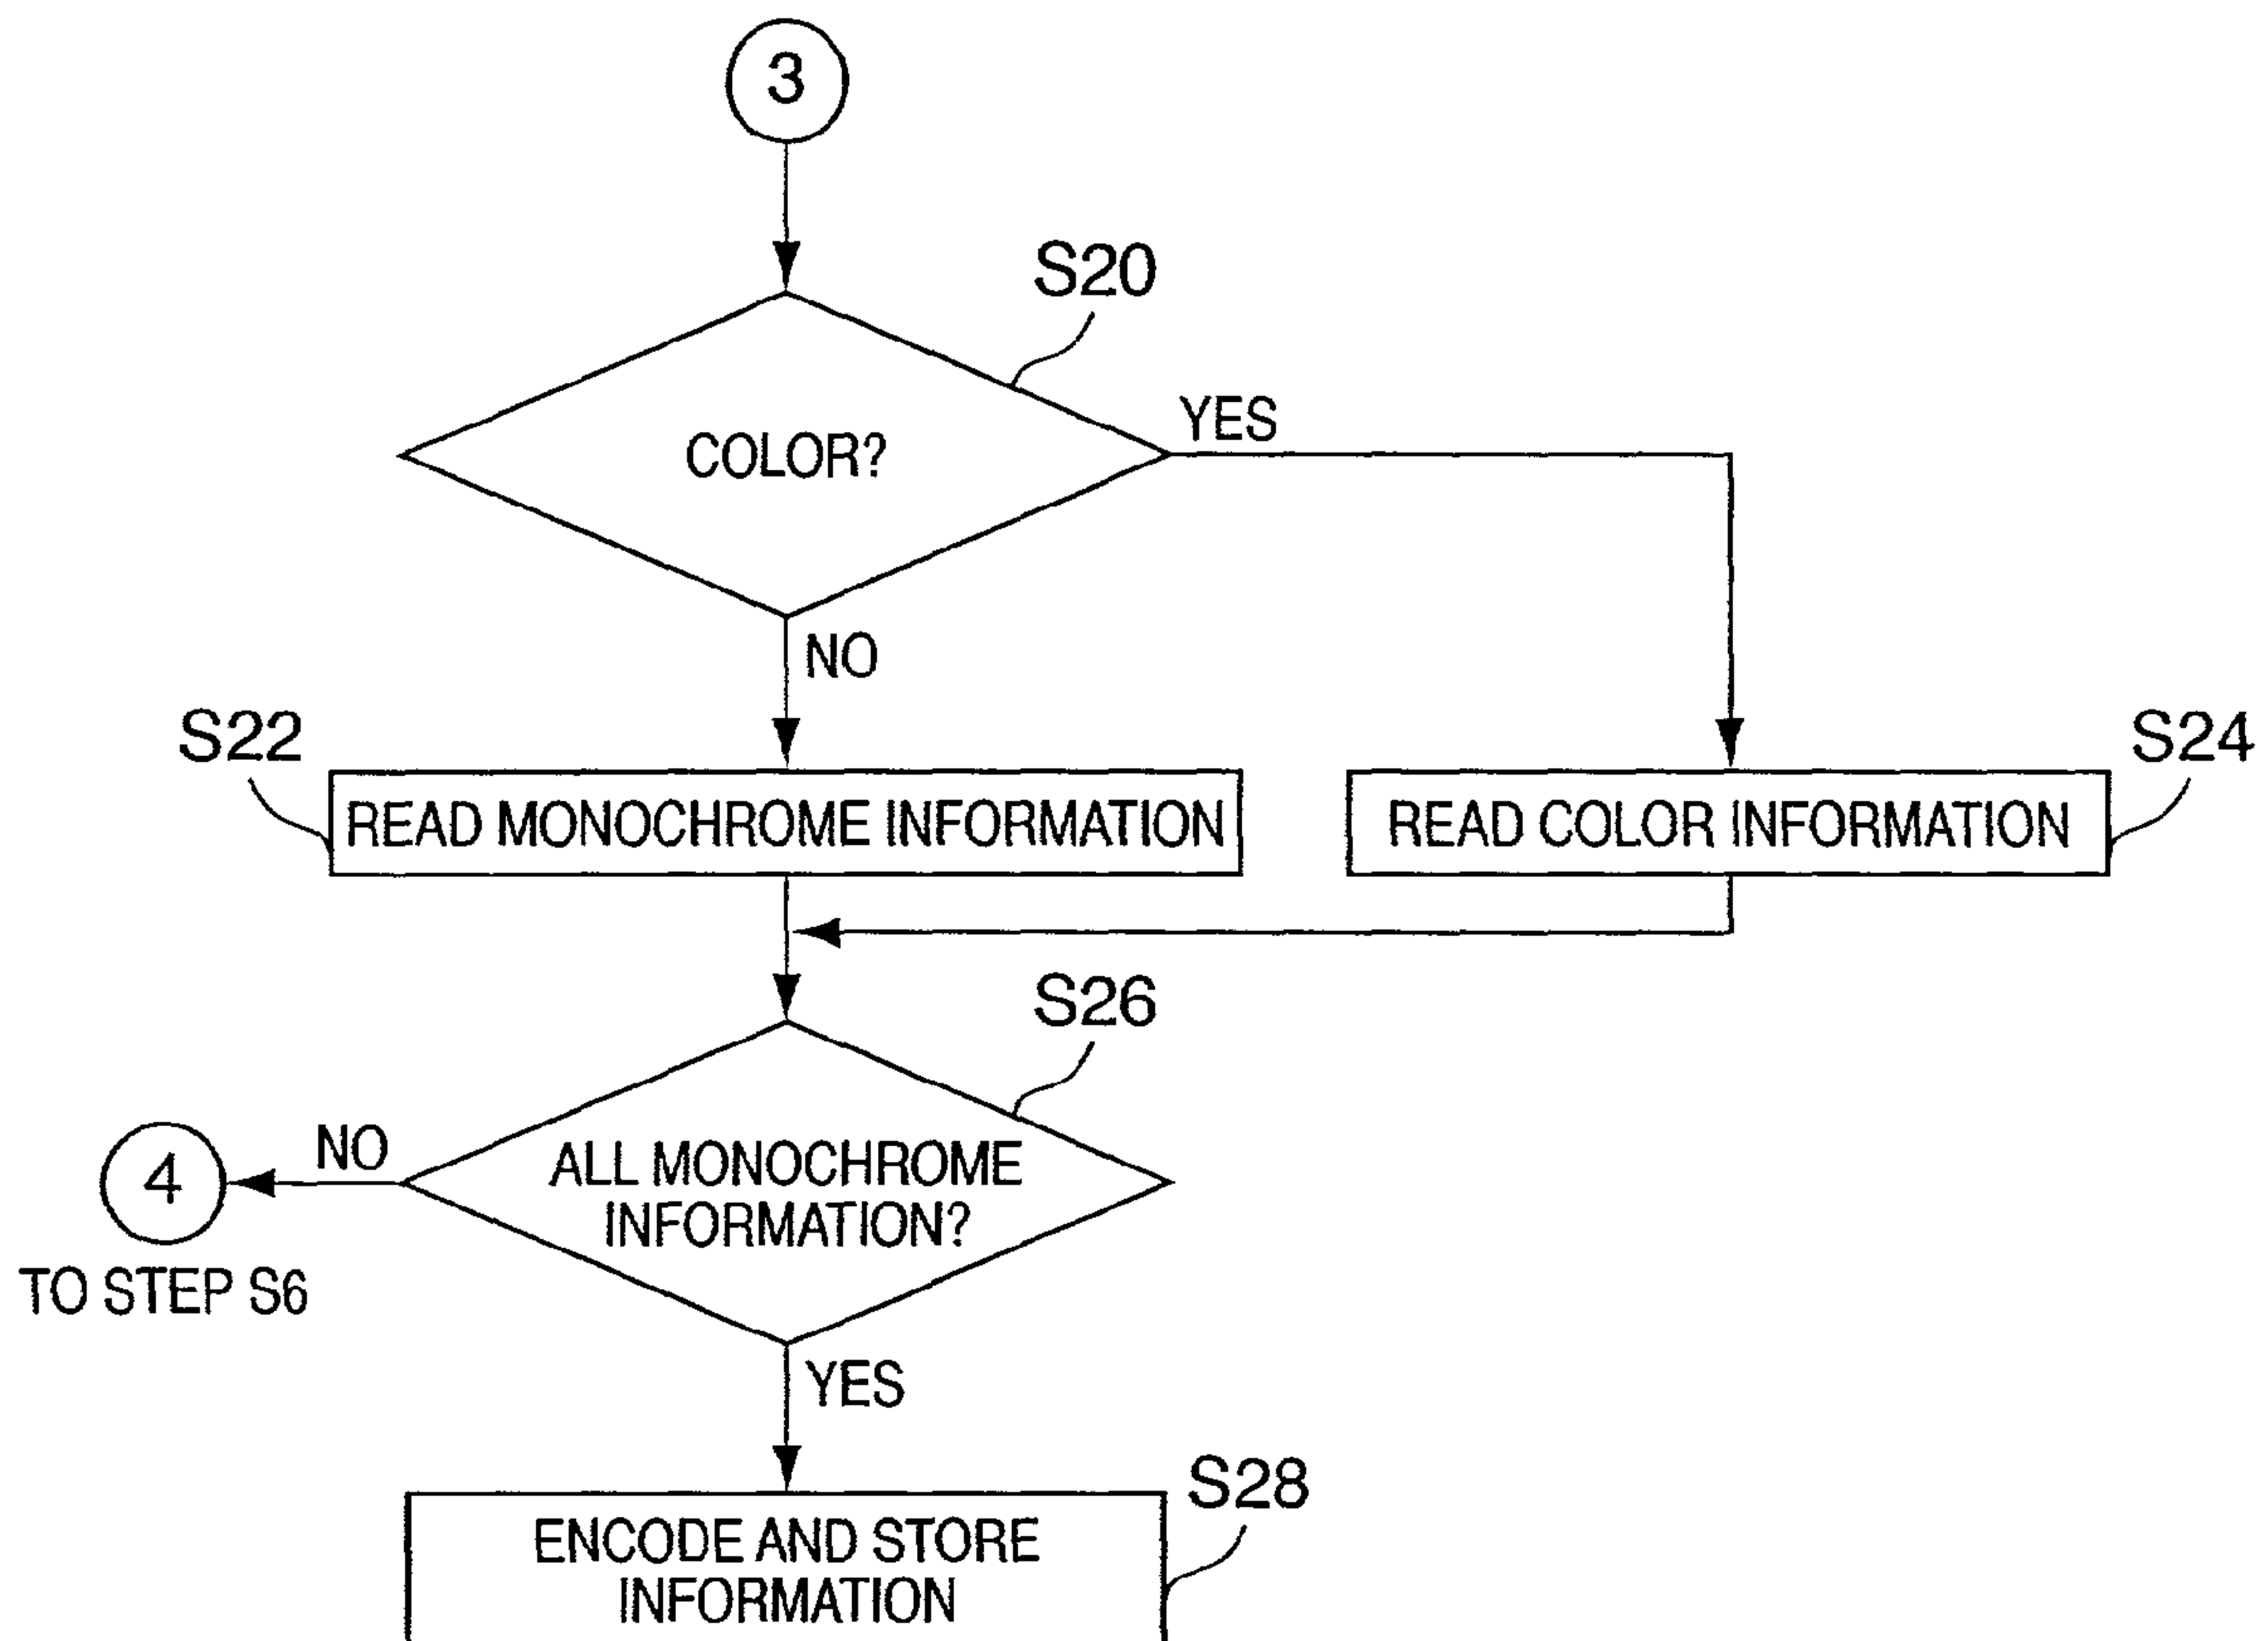 3
S20
COLOR?
YES
NO
S22
S24
READ MONOCHROME INFORMATION
READ COLOR INFORMATION
S26
ALL MONOCHROME
INFORMATION?
NO
4
TO STEP S6
YES
S28
ENCODE AND STORE
INFORMATION